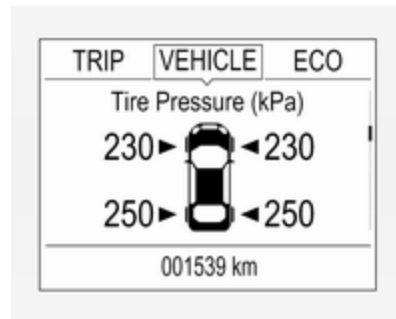 TRIP VEHICLE ECO
Tire Pressure (kPa)
230 230
250 250
001539 km